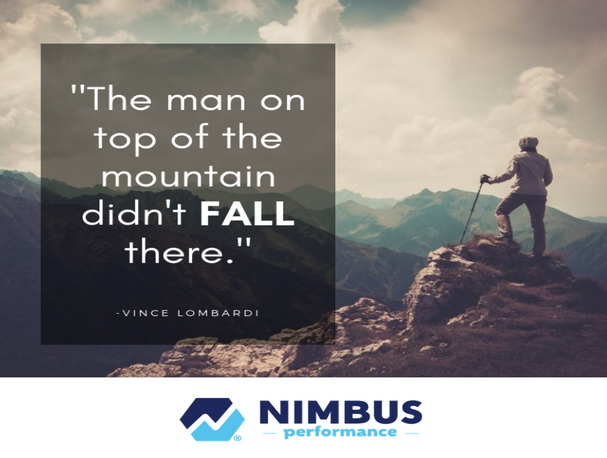 "The man on
top of the
mountain
didn't FALL
there."
-VINCE LOMBARDI
NIMBUS
performance
®